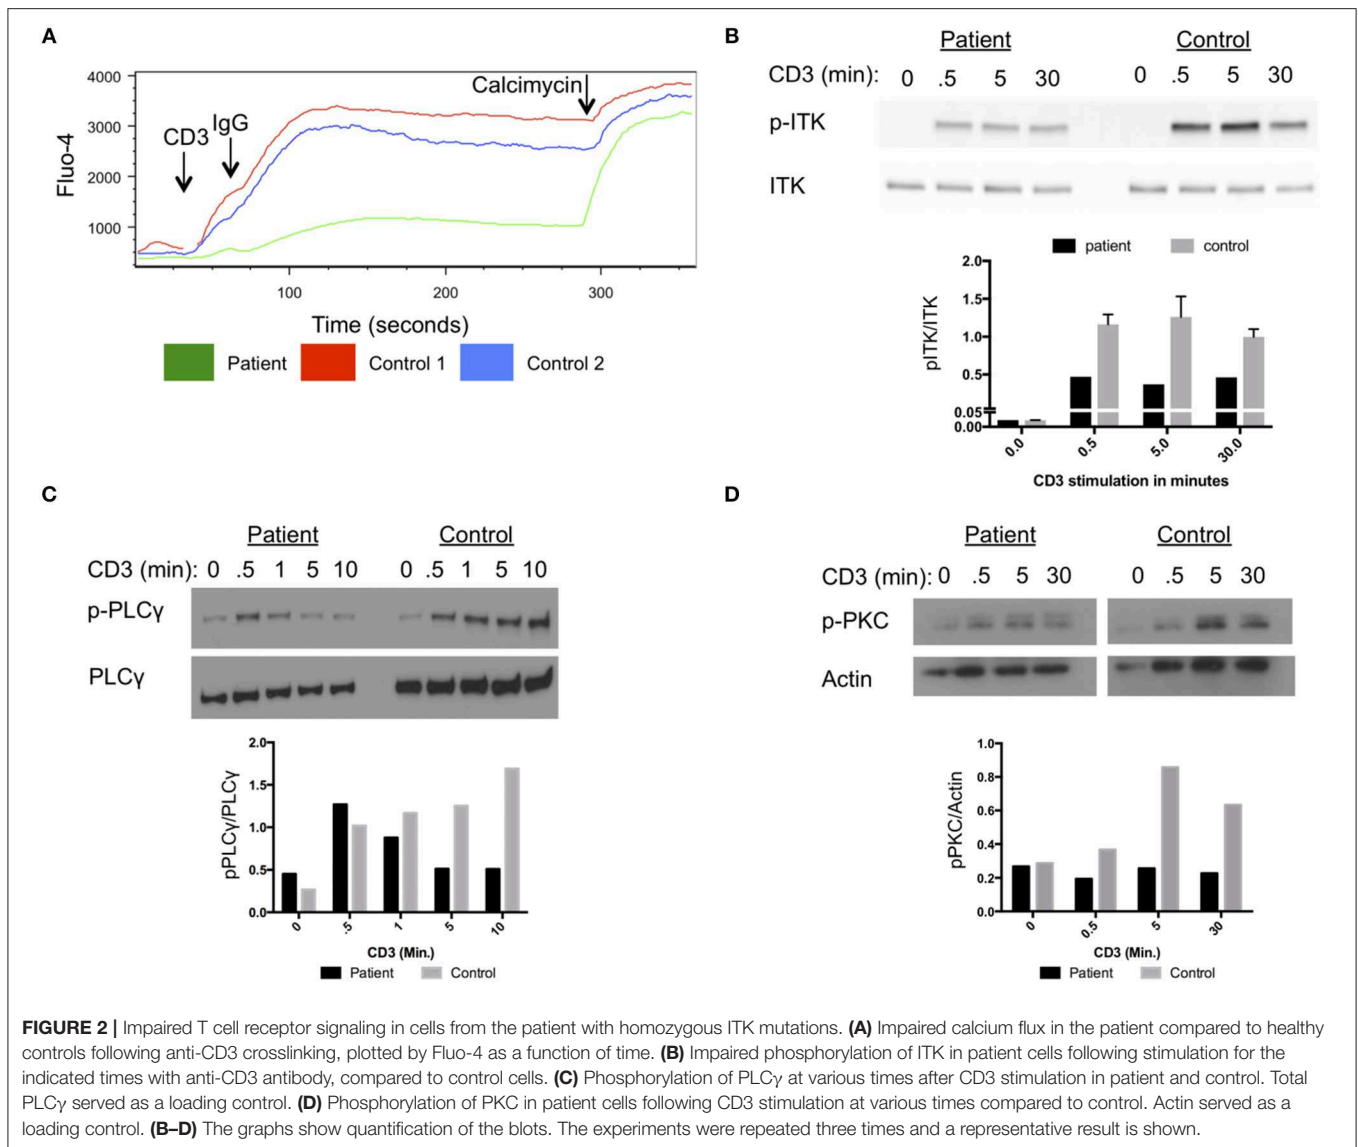 A
4000
3000
2000
1000
Fluo-4
CD3
IgG
Calcimycin
100
200
300
Time (seconds)
Patient
Control 1
Control 2
B
Patient
Control
CD3 (min): 0 .5 5 30 0 .5 5 30
p-ITK
ITK
patient
control
2.0
1.5
1.0
0.5
0.05
0.00
pITK/ITK
0.0
0.5
5.0
30.0
CD3 stimulation in minutes
C
Patient
Control
CD3 (min): 0 .5 1 5 10 0 .5 1 5 10
p-PLCγ
PLCγ
2.0
1.5
1.0
0.5
0.0
pPLCγ/PLCγ
0
.5
1
5
10
CD3 (Min.)
Patient
Control
D
Patient
Control
CD3 (min): 0 .5 5 30 0 .5 5 30
p-PKC
Actin
1.0
0.8
0.6
0.4
0.2
0.0
pPKC/Actin
0
0.5
5
30
CD3 (Min.)
Patient
Control
FIGURE 2 | Impaired T cell receptor signaling in cells from the patient with homozygous ITK mutations. (A) Impaired calcium flux in the patient compared to healthy
controls following anti-CD3 crosslinking, plotted by Fluo-4 as a function of time. (B) Impaired phosphorylation of ITK in patient cells following stimulation for the
indicated times with anti-CD3 antibody, compared to control cells. (C) Phosphorylation of PLCγ at various times after CD3 stimulation in patient and control. Total
PLCγ served as a loading control. (D) Phosphorylation of PKC in patient cells following CD3 stimulation at various times compared to control. Actin served as a
loading control. (B–D) The graphs show quantification of the blots. The experiments were repeated three times and a representative result is shown.